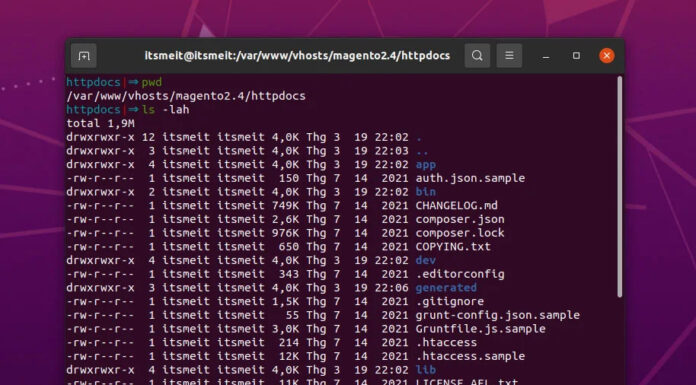 itsmeit@itsmeit:/var/www/vhosts/magento2.4/httpdocs
httpdocs|⇒ pwd
/var/www/vhosts/magento2.4/httpdocs
httpdocs|⇒ ls -lah
total 1,9M
drwxrwxr-x 12 itsmeit itsmeit 4,0K Thg 3  19 22:02 .
drwxrwxr-x  3 itsmeit itsmeit 4,0K Thg 3  19 22:03 ..
drwxrwxr-x  4 itsmeit itsmeit 4,0K Thg 3  19 22:02 app
-rw-r--r--  1 itsmeit itsmeit  150 Thg 7  14  2021 auth.json.sample
drwxrwxr-x  2 itsmeit itsmeit 4,0K Thg 3  19 22:02 bin
-rw-r--r--  1 itsmeit itsmeit 749K Thg 7  14  2021 CHANGELOG.md
-rw-r--r--  1 itsmeit itsmeit 2,6K Thg 7  14  2021 composer.json
-rw-r--r--  1 itsmeit itsmeit 976K Thg 7  14  2021 composer.lock
-rw-r--r--  1 itsmeit itsmeit  650 Thg 7  14  2021 COPYING.txt
drwxrwxr-x  4 itsmeit itsmeit 4,0K Thg 3  19 22:02 dev
-rw-r--r--  1 itsmeit itsmeit  343 Thg 7  14  2021 .editorconfig
drwxrwxr-x  3 itsmeit itsmeit 4,0K Thg 3  19 22:06 generated
-rw-r--r--  1 itsmeit itsmeit 1,5K Thg 7  14  2021 .gitignore
-rw-r--r--  1 itsmeit itsmeit   55 Thg 7  14  2021 grunt-config.json.sample
-rw-r--r--  1 itsmeit itsmeit 3,0K Thg 7  14  2021 Gruntfile.js.sample
-rw-r--r--  1 itsmeit itsmeit  214 Thg 7  14  2021 .htaccess
-rw-r--r--  1 itsmeit itsmeit  12K Thg 7  14  2021 .htaccess.sample
drwxrwxr-x  4 itsmeit itsmeit 4,0K Thg 3  19 22:02 lib
-rw-r--r--  1 itsmeit itsmeit  11K Thg 7  14  2021 LICENSE_AFL.txt